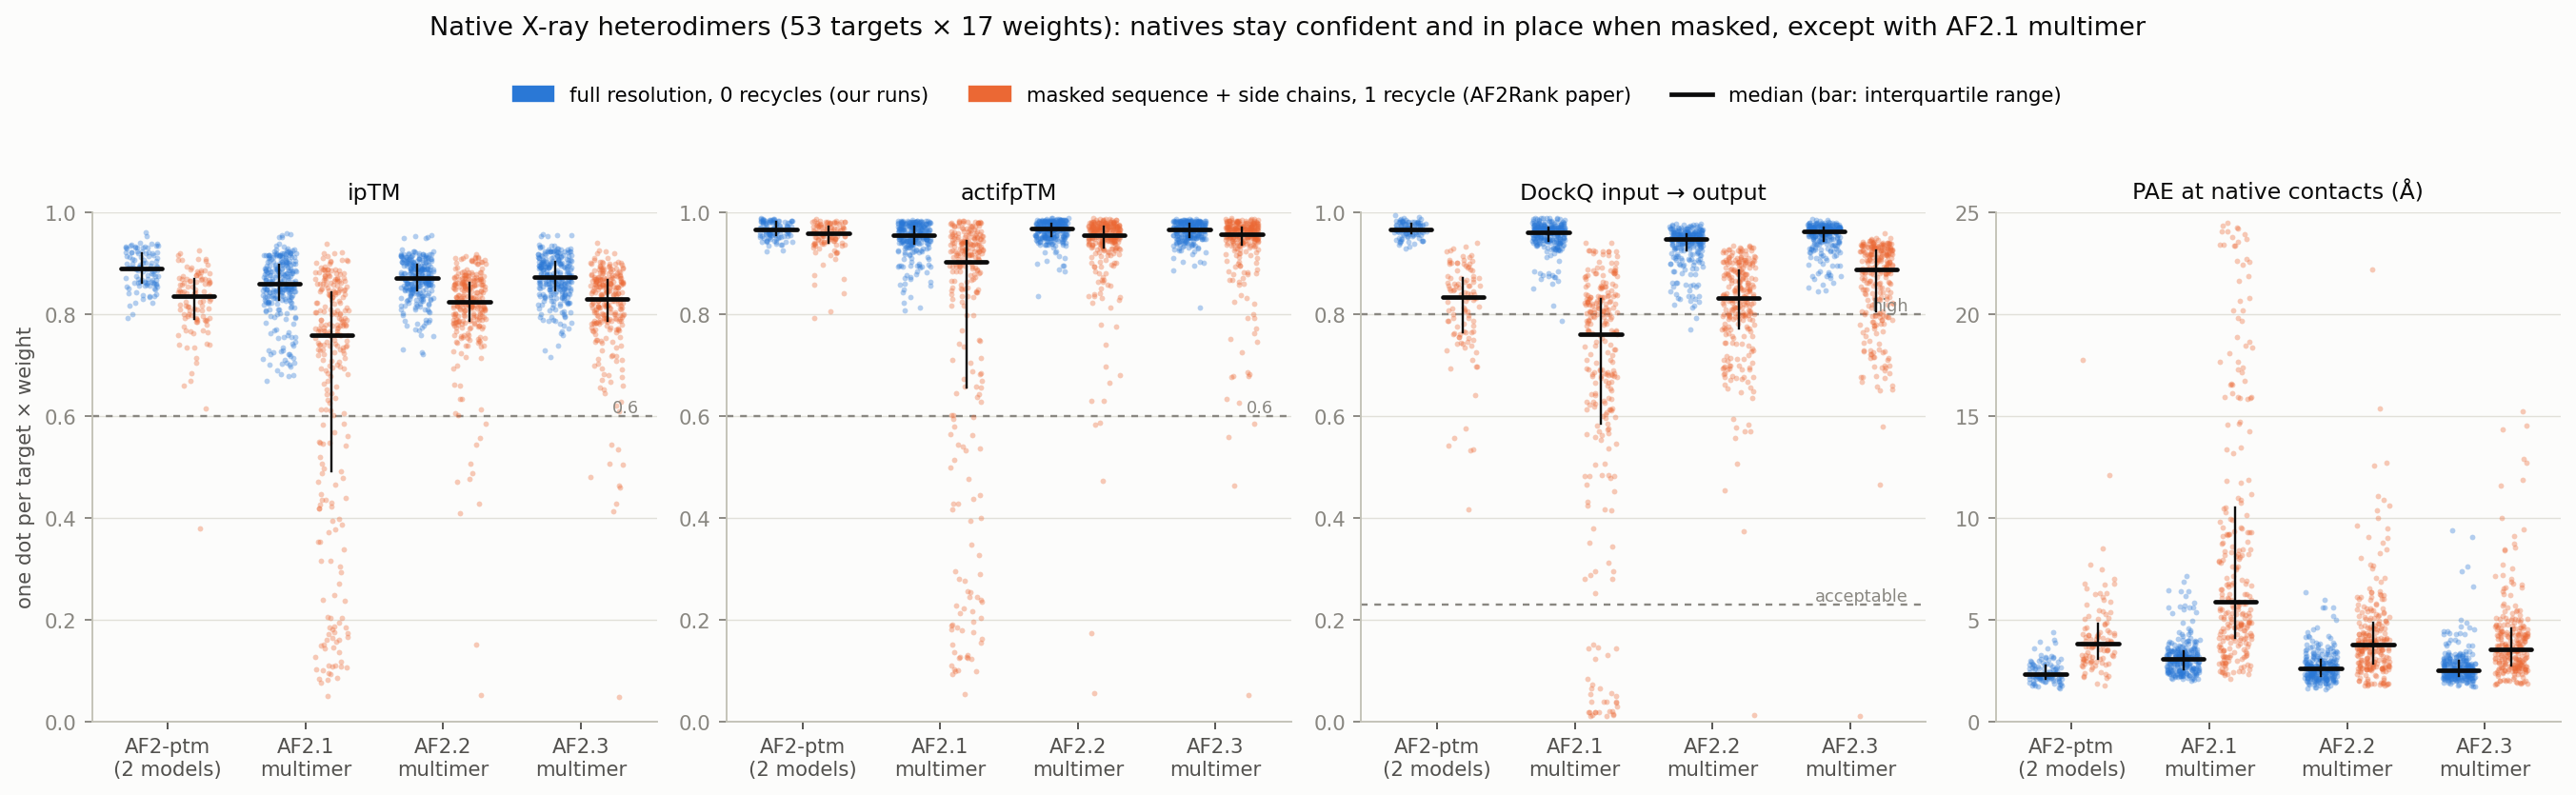 Native X-ray heterodimers (53 targets × 17 weights): natives stay confident and in place when masked, except with AF2.1 multimer
full resolution, 0 recycles (our runs)
masked sequence + side chains, 1 recycle (AF2Rank paper)
median (bar: interquartile range)
ipTM
one dot per target × weight
1.0
0.8
0.6
0.4
0.2
0.0
0.6
AF2-ptm
(2 models)
AF2.1
multimer
AF2.2
multimer
AF2.3
multimer
actifpTM
1.0
0.8
0.6
0.4
0.2
0.0
0.6
AF2-ptm
(2 models)
AF2.1
multimer
AF2.2
multimer
AF2.3
multimer
DockQ input → output
1.0
0.8
0.6
0.4
0.2
0.0
high
acceptable
AF2-ptm
(2 models)
AF2.1
multimer
AF2.2
multimer
AF2.3
multimer
PAE at native contacts (Å)
25
20
15
10
5
0
AF2-ptm
(2 models)
AF2.1
multimer
AF2.2
multimer
AF2.3
multimer